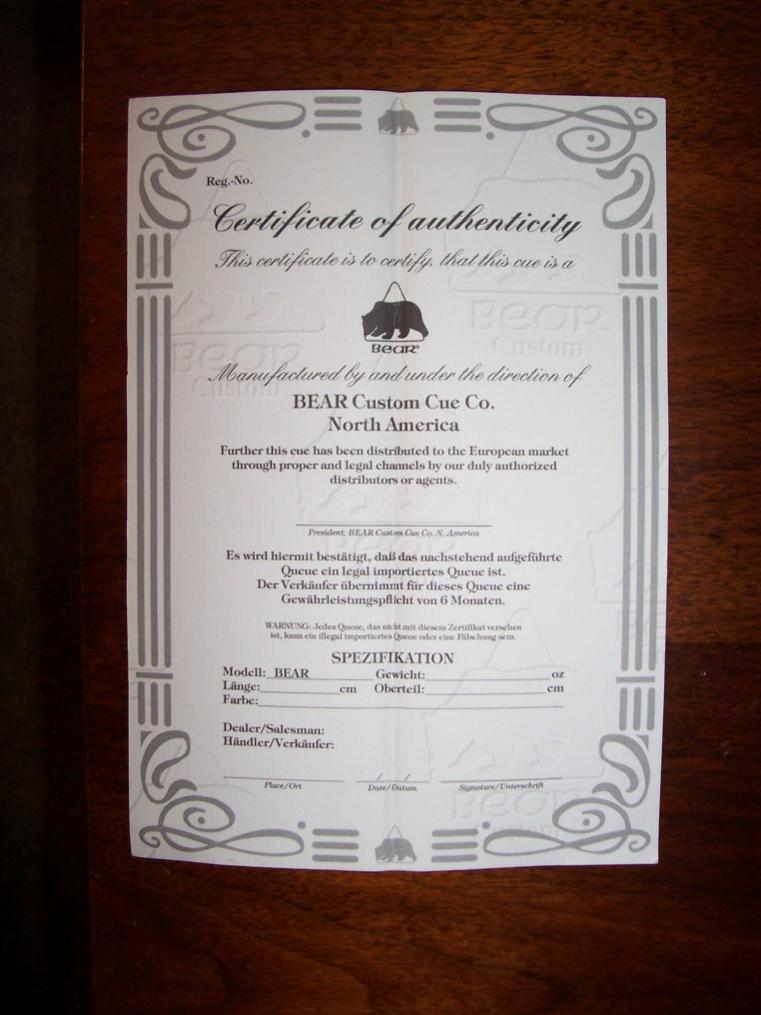 Reg.-No.
Certificate of authenticity
This certificate is to certify, that this cue is a
BEAR®
Manufactured by and under the direction of
BEAR Custom Cue Co.
North America
Further this cue has been distributed to the European market
through proper and legal channels by our duly authorized
distributors or agents.
President, BEAR Custom Cue Co. N. America
Es wird hiermit bestätigt, daß das nachstehend aufgeführte
Queue ein legal importiertes Queue ist.
Der Verkäufer übernimmt für dieses Queue eine
Gewährleistungspflicht von 6 Monaten.
WARNUNG: Jedes Queue, das nicht mit diesem Zertifikat versehen
ist, kann ein illegal importiertes Queue oder eine Fälschung sein.
SPEZIFIKATION
Modell: BEAR Gewicht: oz
Länge: cm Oberteil: cm
Farbe:
Dealer/Salesman:
Händler/Verkäufer:
/ /
Place/Ort Date/Datum Signature/Unterschrift
BEAR
Custom
BEAR
Custom
BEAR
Custom